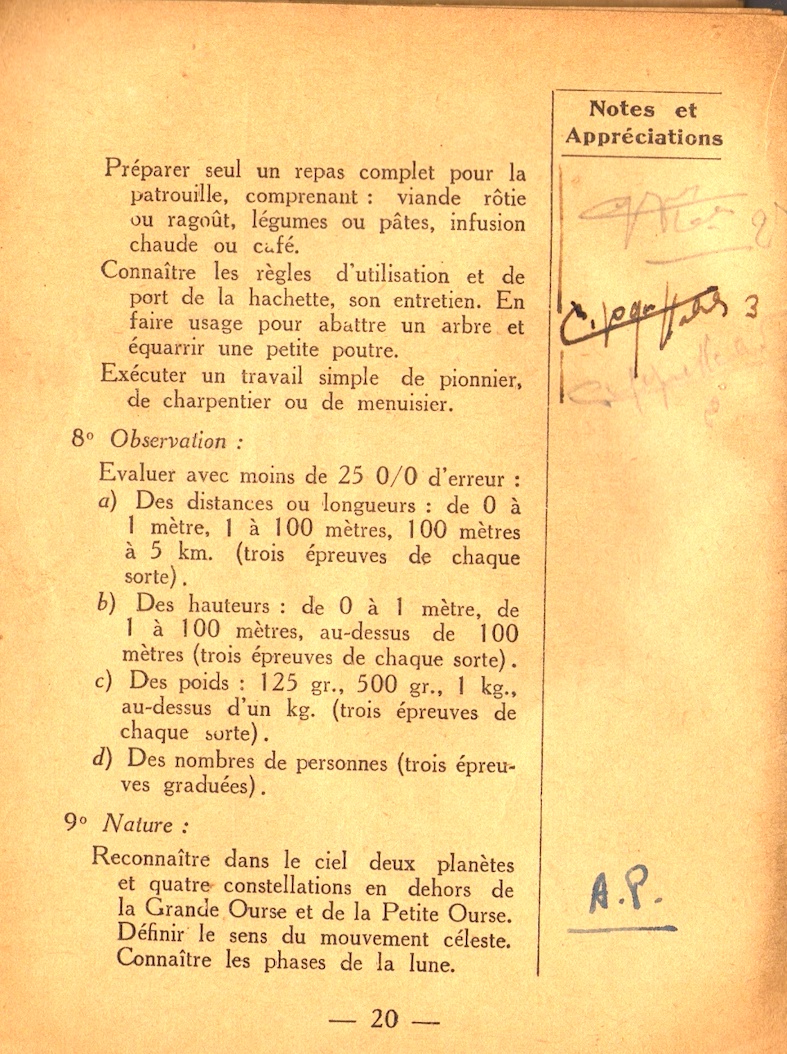 Notes et
Appréciations
Préparer seul un repas complet pour la
patrouille, comprenant : viande rôtie
ou ragoût, légumes ou pâtes, infusion
chaude ou café.
Connaître les règles d'utilisation et de
port de la hachette, son entretien. En
faire usage pour abattre un arbre et
équarrir une petite poutre.
Exécuter un travail simple de pionnier,
de charpentier ou de menuisier.
8° Observation :
Evaluer avec moins de 25 0/0 d'erreur :
a) Des distances ou longueurs : de 0 à
1 mètre, 1 à 100 mètres, 100 mètres
à 5 km. (trois épreuves de chaque
sorte).
b) Des hauteurs : de 0 à 1 mètre, de
1 à 100 mètres, au-dessus de 100
mètres (trois épreuves de chaque sorte).
c) Des poids : 125 gr., 500 gr., 1 kg.,
au-dessus d'un kg. (trois épreuves de
chaque sorte).
d) Des nombres de personnes (trois épreu-
ves graduées).
9° Nature :
Reconnaître dans le ciel deux planètes
et quatre constellations en dehors de
la Grande Ourse et de la Petite Ourse.
Définir le sens du mouvement céleste.
Connaître les phases de la lune.
3
A.P.
— 20 —